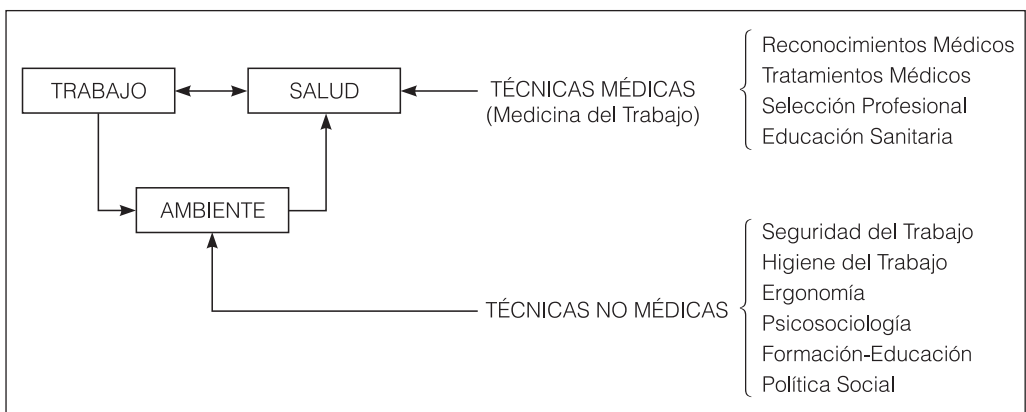 TRABAJO
SALUD
TÉCNICAS MÉDICAS
(Medicina del Trabajo)
Reconocimientos Médicos
Tratamientos Médicos
Selección Profesional
Educación Sanitaria
AMBIENTE
TÉCNICAS NO MÉDICAS
Seguridad del Trabajo
Higiene del Trabajo
Ergonomía
Psicosociología
Formación-Educación
Política Social